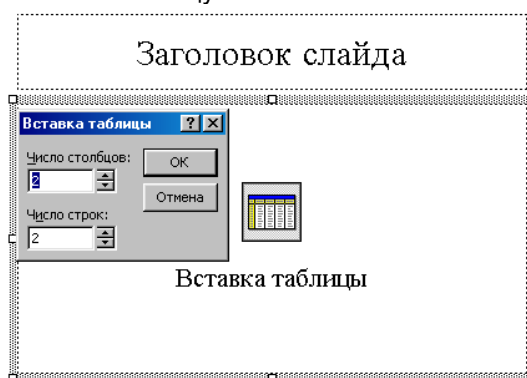 Заголовок слайда
Вставка таблицы
Число столбцов:
2
ОК
Отмена
Число строк:
2
Вставка таблицы